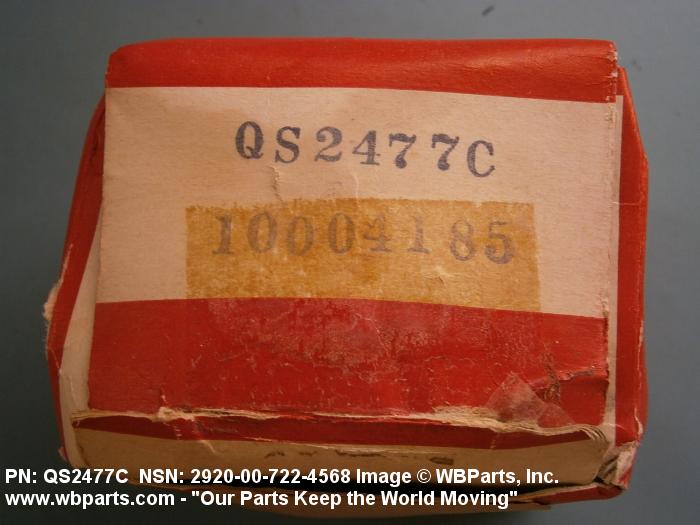 QS2477C
10004185
PN: QS2477C NSN: 2920-00-722-4568 Image © WBParts, Inc.
www.wbparts.com - "Our Parts Keep the World Moving"